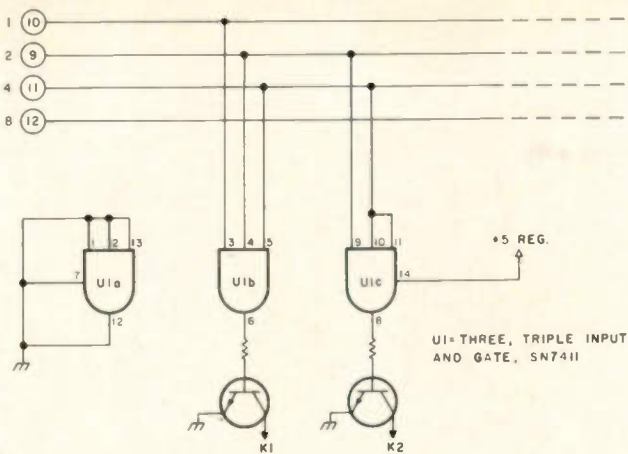 1 10
2 9
4 11
8 12
1 2 13
3 4 5
9 10 11
+5 REG.
7 U1a
U1b
U1c 14
12
6
8
U1= THREE, TRIPLE INPUT
AND GATE, SN7411
K1
K2